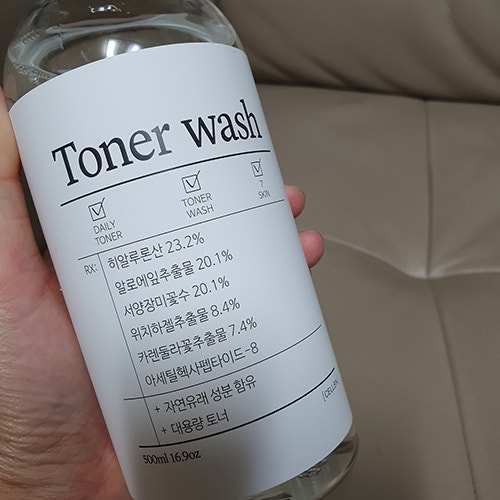 Toner wash
DAILY
TONER
TONER
WASH
7
SKIN
RX:
히알루론산 23.2%
알로에잎추출물 20.1%
서양장미꽃수 20.1%
위치하젤추출물 8.4%
카렌둘라꽃추출물 7.4%
아세틸헥사펩타이드-8
+ 자연유래 성분 함유
+ 대용량 토너
500ml 16.9oz